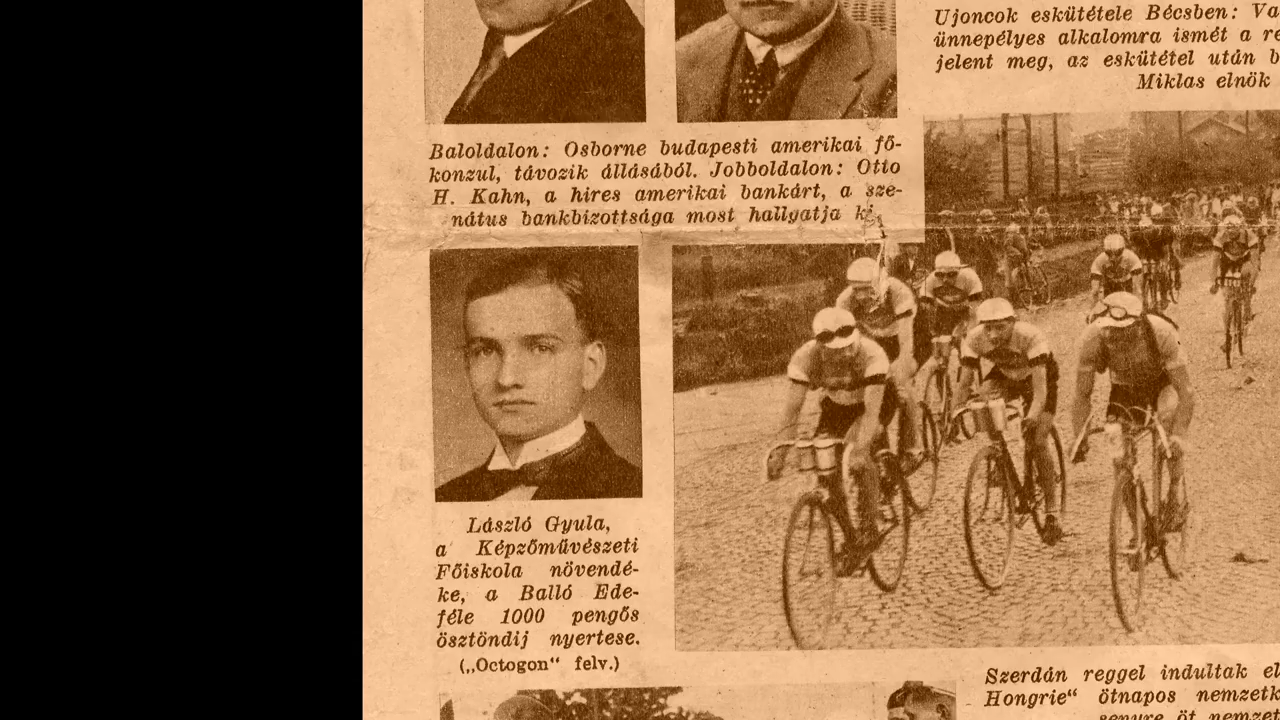 Ujoncok eskütétele Bécsben: Va
ünnepélyes alkalomra ismét a re
jelent meg, az eskütétel után b
Miklas elnök
Baloldalon: Osborne budapesti amerikai fő-
konzul, távozik állásából. Jobboldalon: Otto
H. Kahn, a hires amerikai bankárt, a sze-
nátus bankbizottsága most hallgatja ki.
László Gyula,
a Képzőművészeti
Főiskola növendé-
ke, a Balló Ede-
féle 1000 pengős
ösztöndij nyertese.
(„Octogon“ felv.)
Szerdán reggel indultak el
Hongrie“ ötnapos nemzetk
senyre öt nemzet